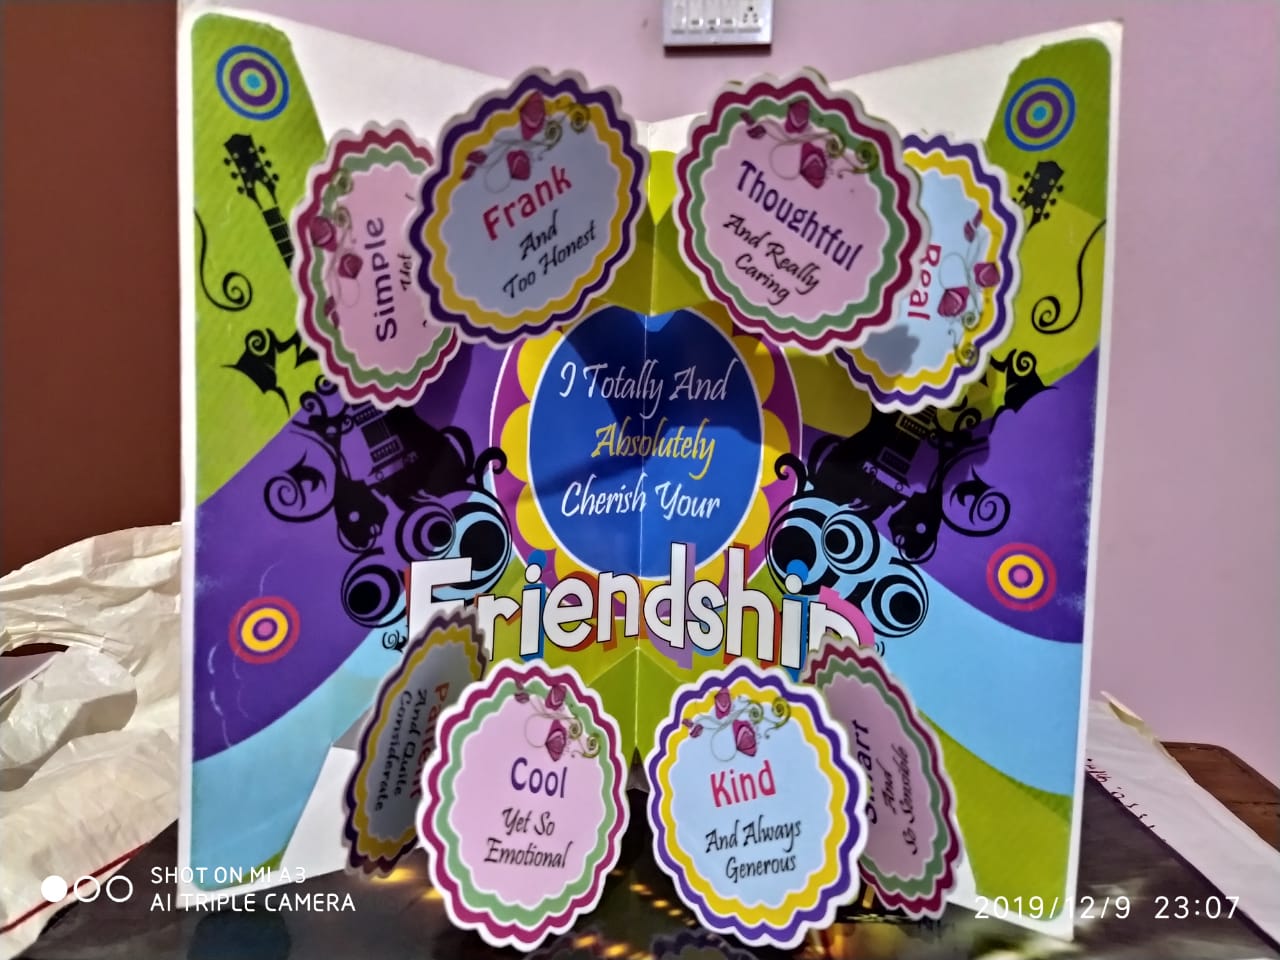 Simple
Yet
Frank
And
Too Honest
Thoughtful
And Really
Caring
Real
I Totally And
Absolutely
Cherish Your
Friendship
Patient
And Quite
Considerate
Cool
Yet So
Emotional
Kind
And Always
Generous
Smart
And
So Sensible
SHOT ON MI A3
AI TRIPLE CAMERA
2019/12/9 23:07